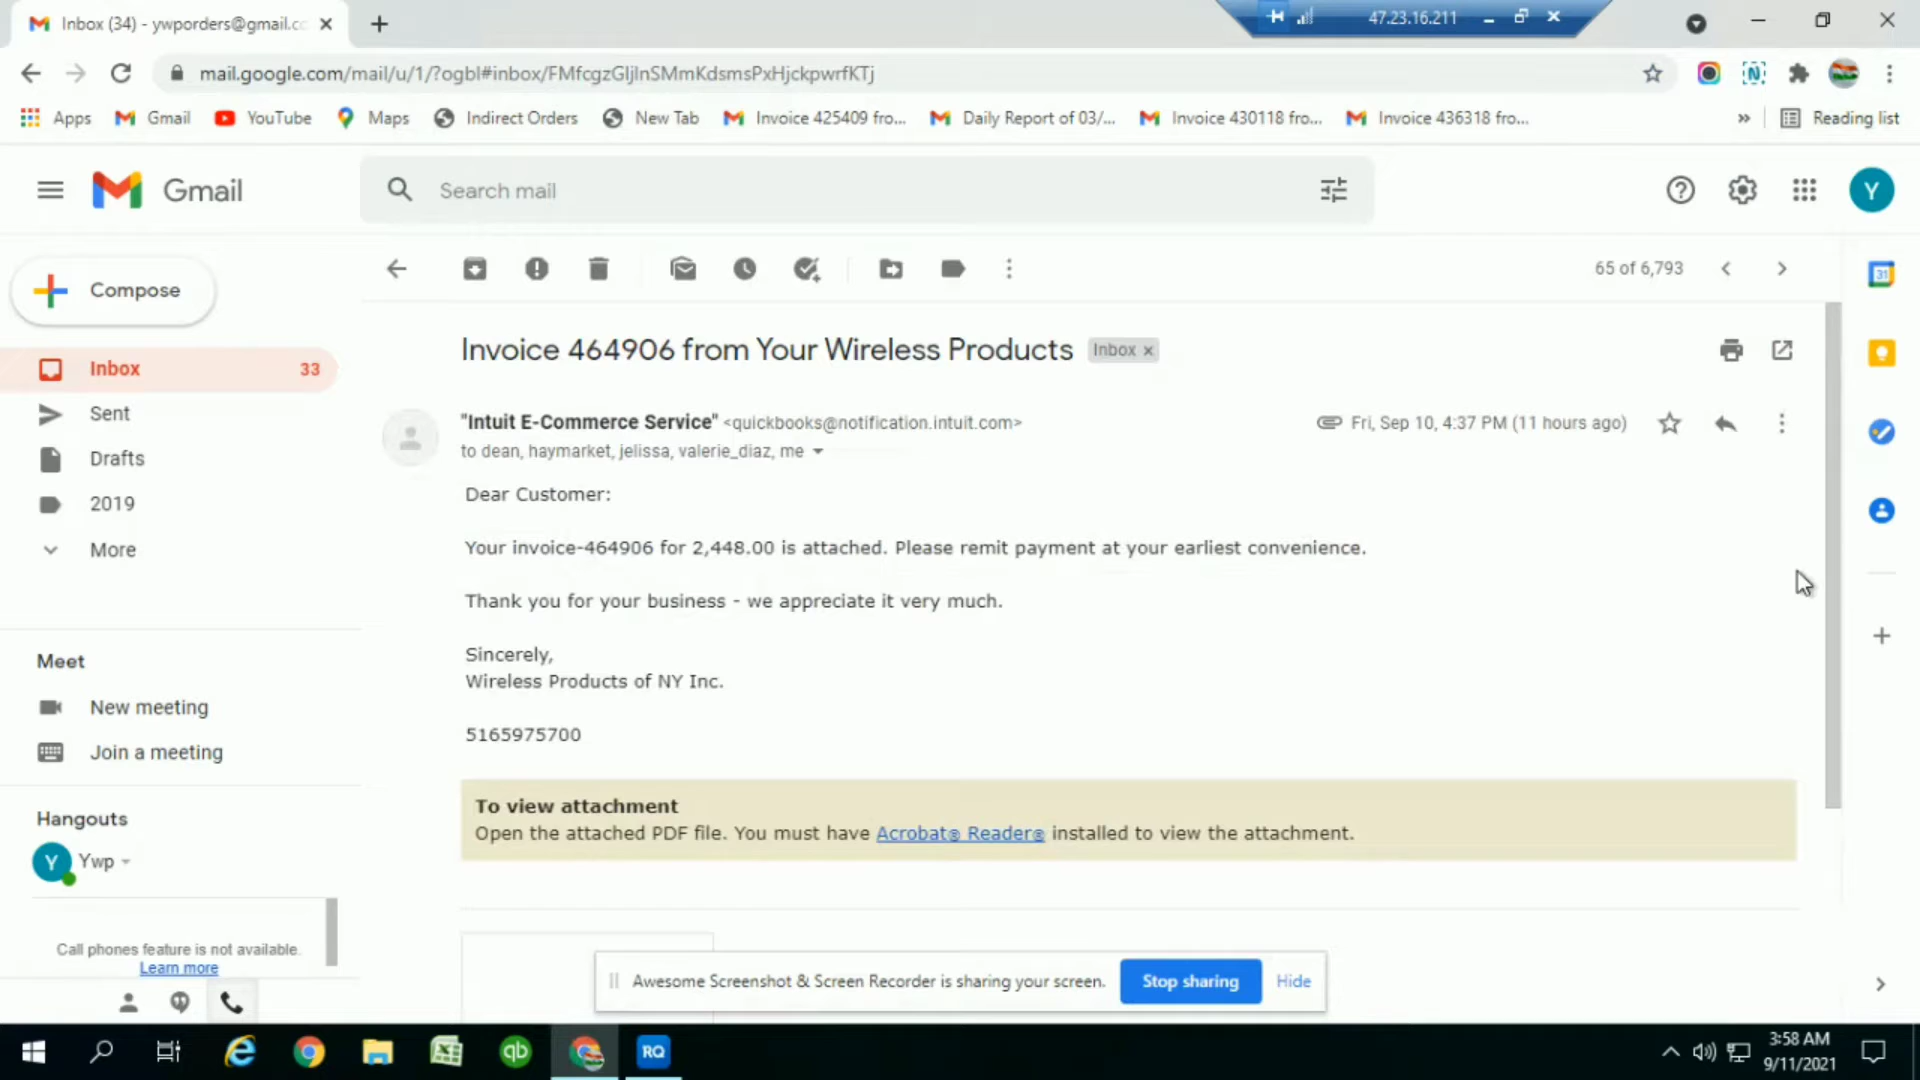 Inbox (34) - ywporders@gmail.co
47.23.16.211
mail.google.com/mail/u/1/?ogbl#inbox/FMfcgzGljlnSMmKdsmsPxHjckpwrfKTj
Apps
Gmail
YouTube
Maps
Indirect Orders
New Tab
Invoice 425409 fro...
Daily Report of 03/...
Invoice 430118 fro...
Invoice 436318 fro...
Reading list
Gmail
Search mail
Y
Compose
65 of 6,793
31
Inbox 33
Sent
Drafts
2019
More
Invoice 464906 from Your Wireless Products
Inbox x
"Intuit E-Commerce Service" <quickbooks@notification.intuit.com>
Fri, Sep 10, 4:37 PM (11 hours ago)
to dean, haymarket, jelissa, valerie_diaz, me
Dear Customer:
Your invoice-464906 for 2,448.00 is attached. Please remit payment at your earliest convenience.
Thank you for your business - we appreciate it very much.
Sincerely,
Wireless Products of NY Inc.
5165975700
To view attachment
Open the attached PDF file. You must have Acrobat® Reader® installed to view the attachment.
Meet
New meeting
Join a meeting
Hangouts
Y
Ywp
Call phones feature is not available.
Learn more
Awesome Screenshot & Screen Recorder is sharing your screen.
Stop sharing
Hide
qb
RQ
3:58 AM
9/11/2021